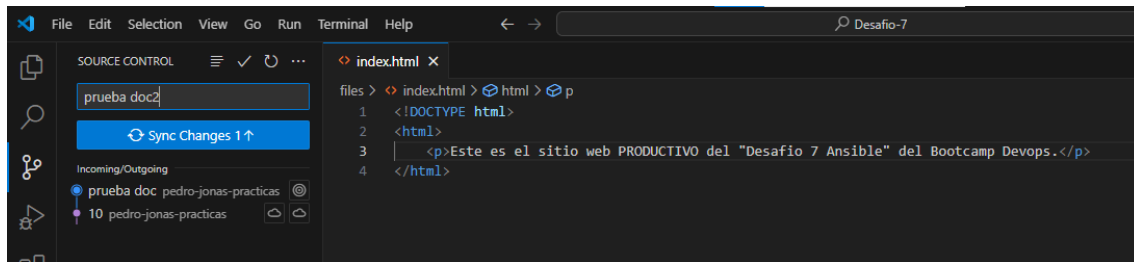 File Edit Selection View Go Run Terminal Help
Desafio-7
SOURCE CONTROL
prueba doc2
Sync Changes 1↑
Incoming/Outgoing
prueba doc pedro-jonas-practicas
10 pedro-jonas-practicas
index.html
files > index.html > html > p
1 <!DOCTYPE html>
2 <html>
3 <p>Este es el sitio web PRODUCTIVO del "Desafio 7 Ansible" del Bootcamp Devops.</p>
4 </html>